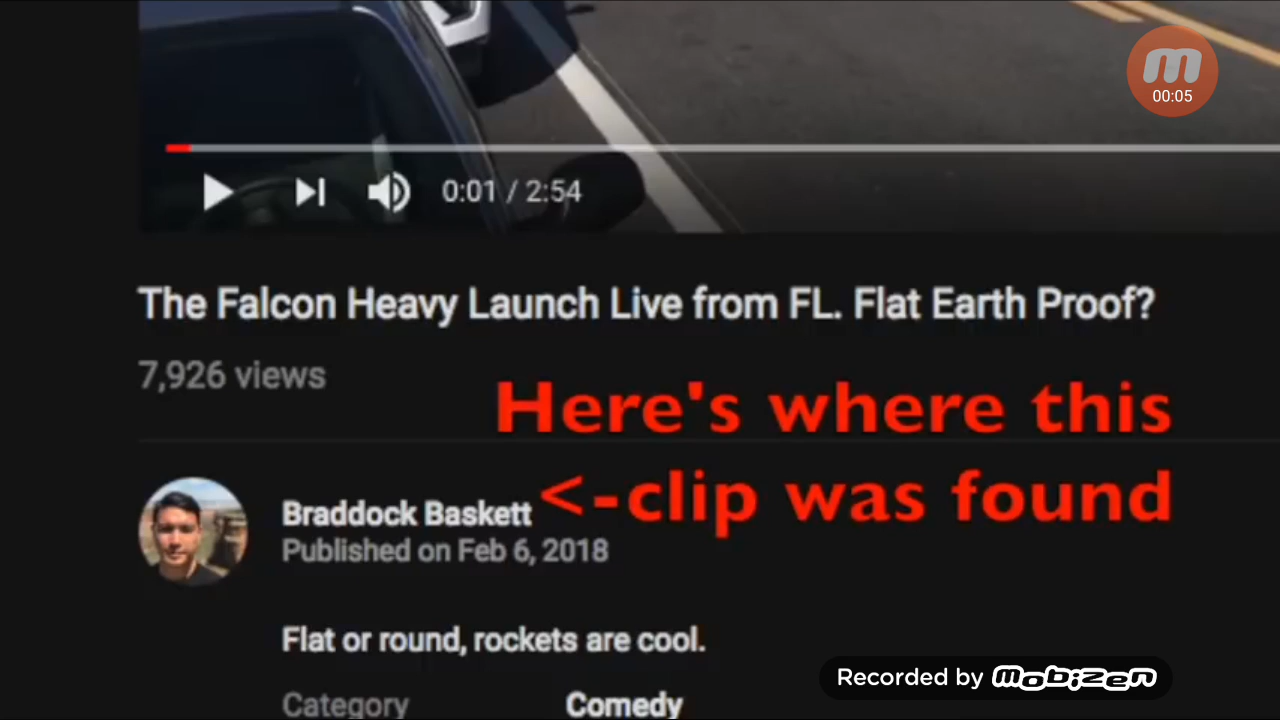 m
00:05
0:01 / 2:54
The Falcon Heavy Launch Live from FL. Flat Earth Proof?
7,926 views
Here's where this
<-clip was found
Braddock Baskett
Published on Feb 6, 2018
Flat or round, rockets are cool.
Recorded by mobizen
Category Comedy